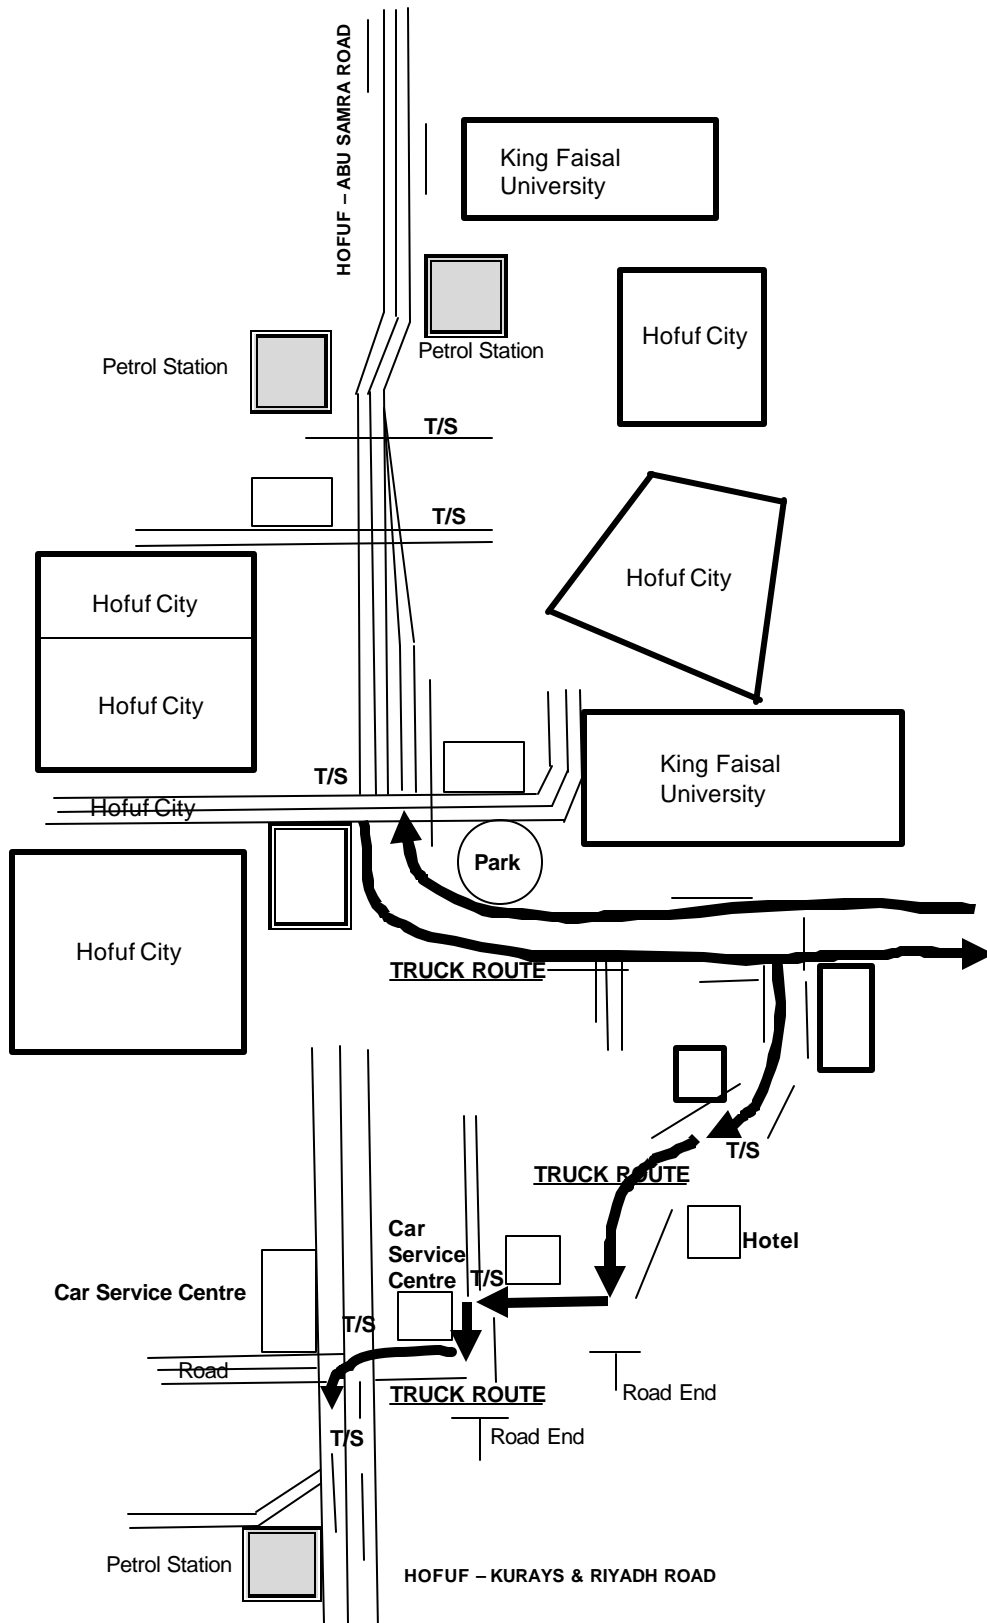 HOFUF – ABU SAMRA ROAD
King Faisal
University
Hofuf City
Petrol Station
Petrol Station
T/S
T/S
Hofuf City
Hofuf City
Hofuf City
King Faisal
University
T/S
Hofuf City
Park
Hofuf City
TRUCK ROUTE
T/S
TRUCK ROUTE
Hotel
Car
Service
Centre
T/S
Car Service Centre
T/S
Road
TRUCK ROUTE
Road End
T/S
Road End
Petrol Station
HOFUF – KURAYS & RIYADH ROAD